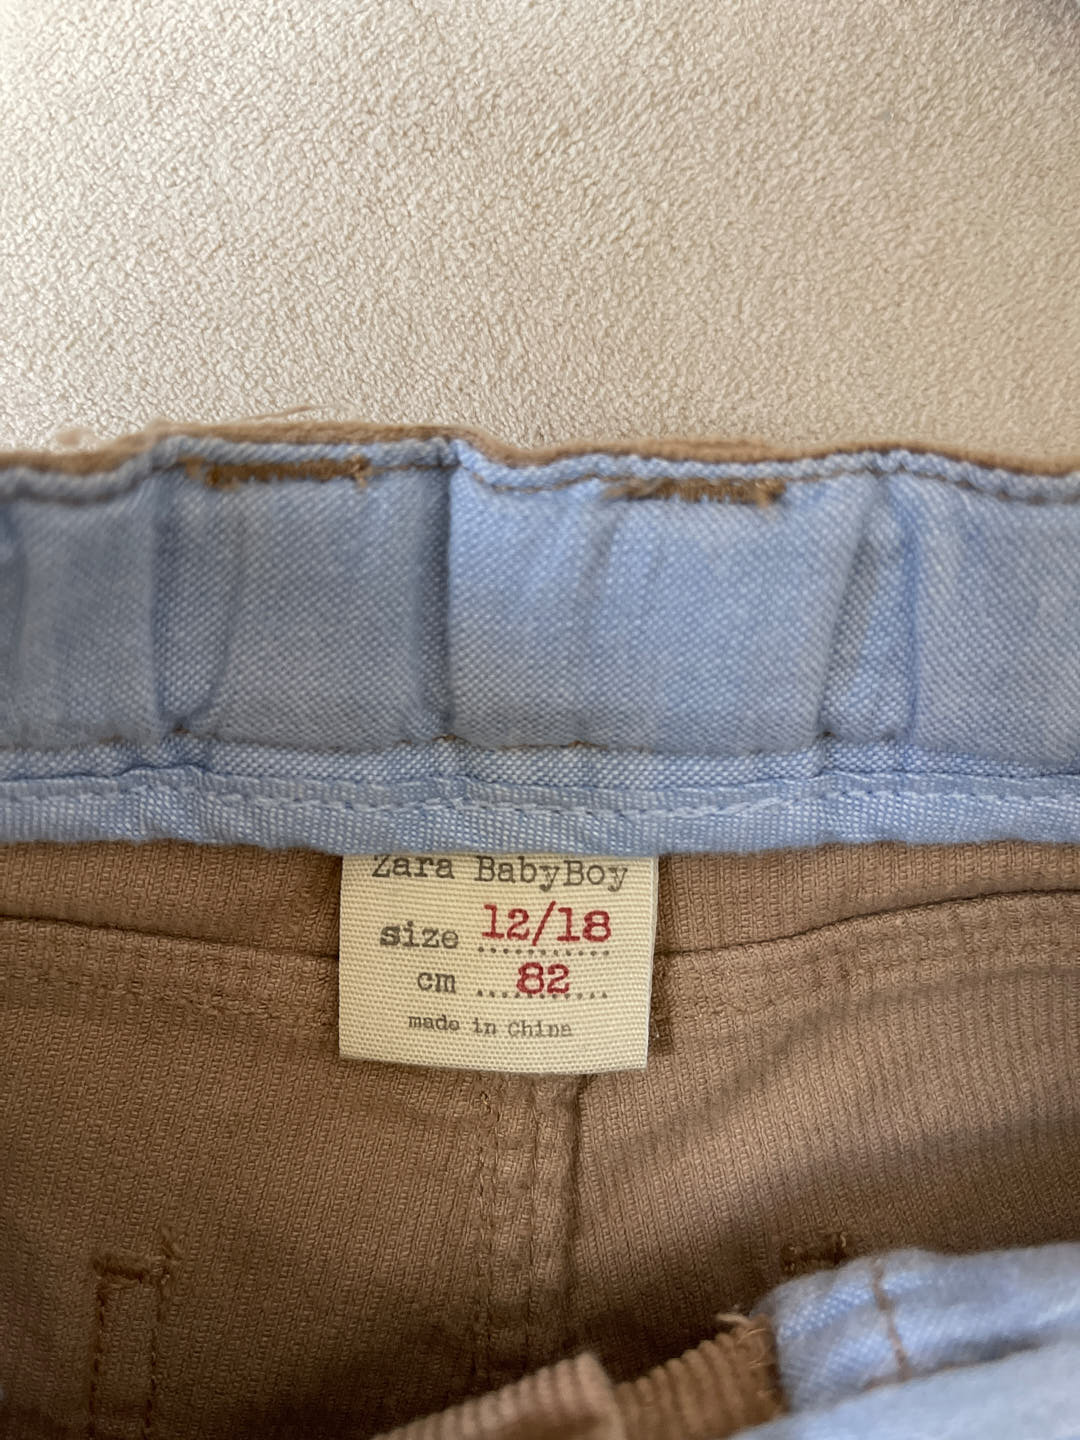 Zara BabyBoy
size 12/18
cm 82
made in China